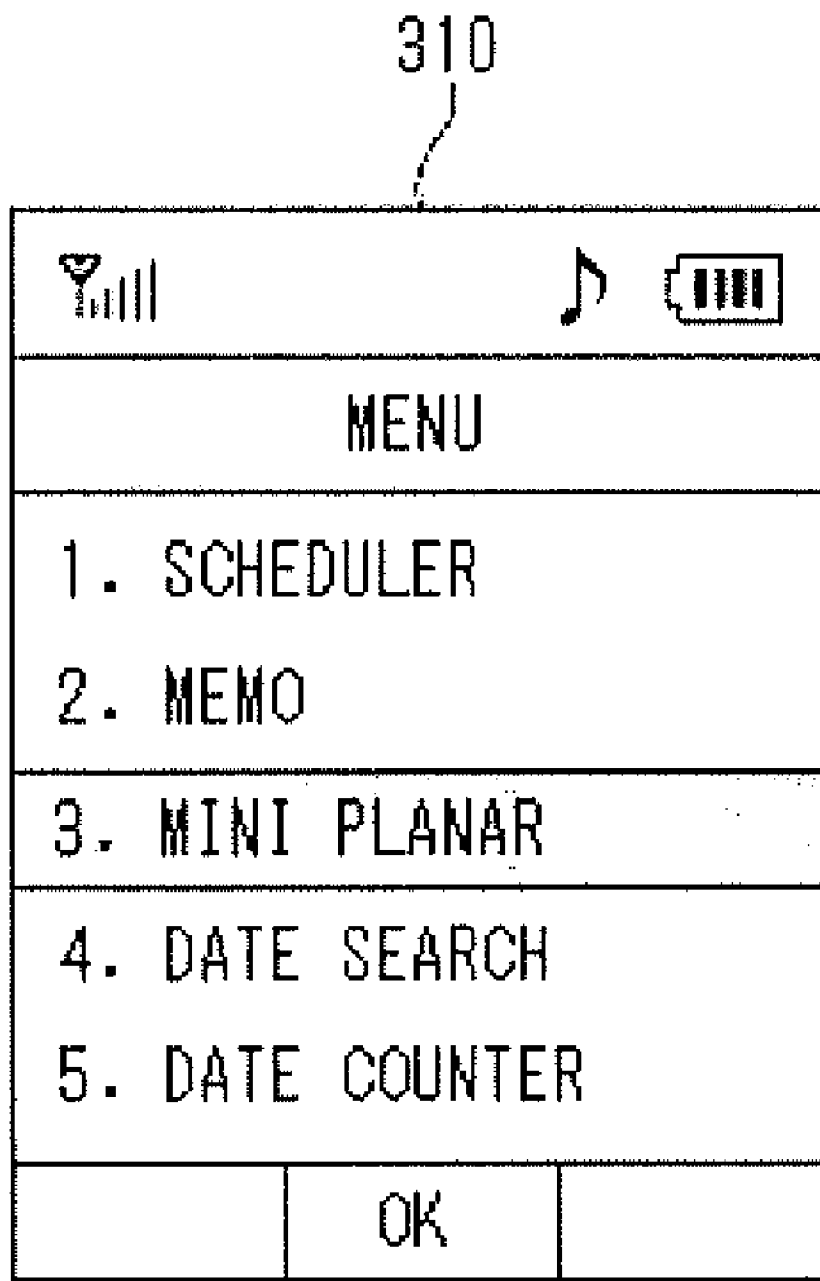 310
MENU
1. SCHEDULER
2. MEMO
3. MINI PLANAR
4. DATE SEARCH
5. DATE COUNTER
OK